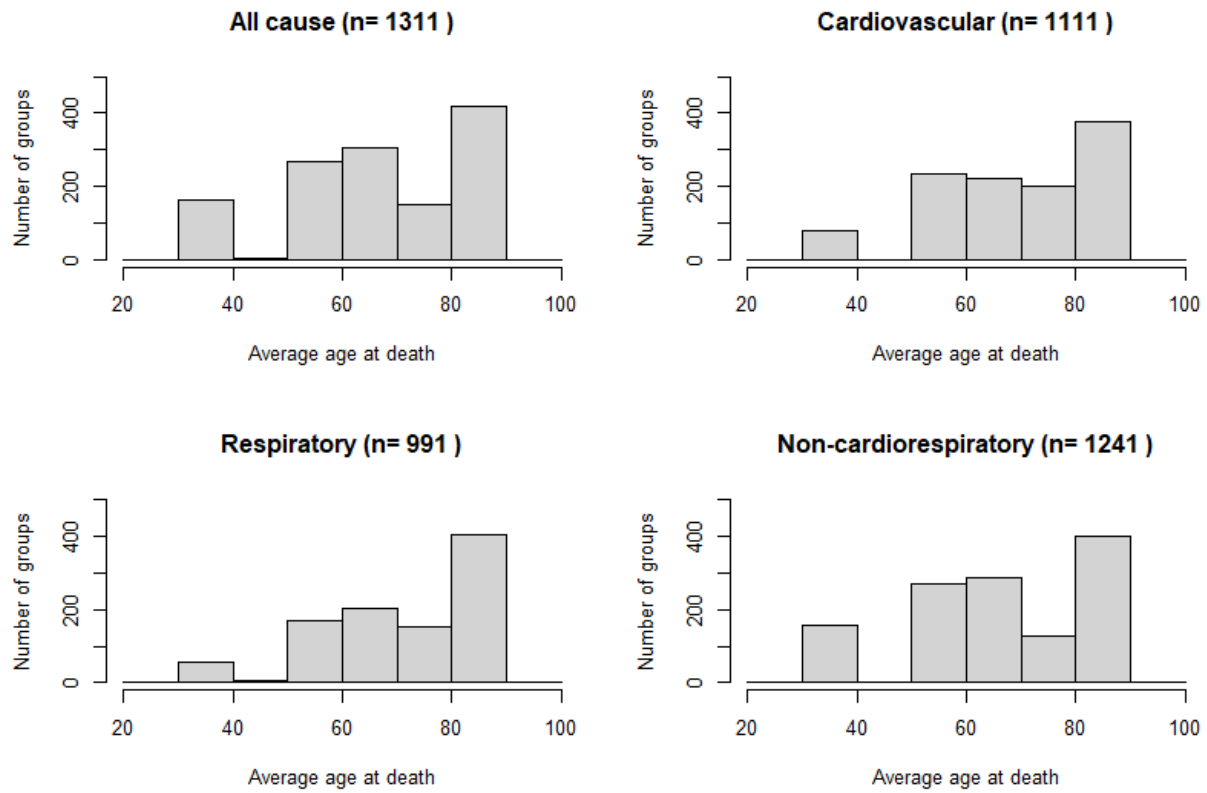 All cause (n= 1311 )
Number of groups
0 200 400
20 40 60 80 100
Average age at death
Cardiovascular (n= 1111 )
Number of groups
0 200 400
20 40 60 80 100
Average age at death
Respiratory (n= 991 )
Number of groups
0 200 400
20 40 60 80 100
Average age at death
Non-cardiorespiratory (n= 1241 )
Number of groups
0 200 400
20 40 60 80 100
Average age at death